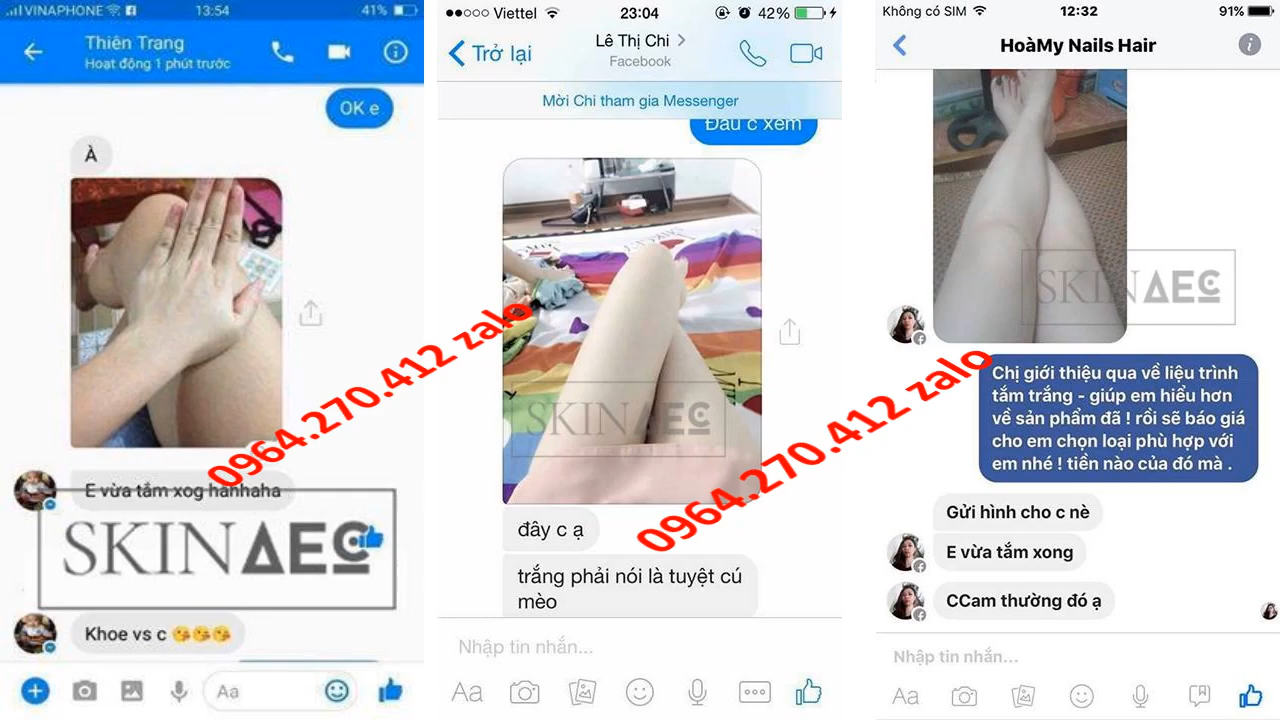 VINAPHONE
13:54
41%
Thiên Trang
Hoạt động 1 phút trước
OK e
À
E vừa tắm xog hahhaha
SKINAEC
Khoe vs c 😘😘😘
Aa
Viettel
23:04
42%
Trở lại
Lê Thị Chi
Facebook
Mời Chi tham gia Messenger
Đâu c xem
SKINAEC
đây c ạ
trắng phải nói là tuyệt cú
mèo
Nhập tin nhắn...
Aa
0964.270.412 zalo
0964.270.412 zalo
Không có SIM
12:32
91%
HoàMy Nails Hair
SKINAEC
Chị giới thiệu qua về liệu trình
tắm trắng - giúp em hiểu hơn
về sản phẩm đã ! rồi sẽ báo giá
cho em chọn loại phù hợp với
em nhé ! tiền nào của đó mà .
Gửi hình cho c nè
E vừa tắm xong
CCam thường đó ạ
Nhập tin nhắn...
Aa